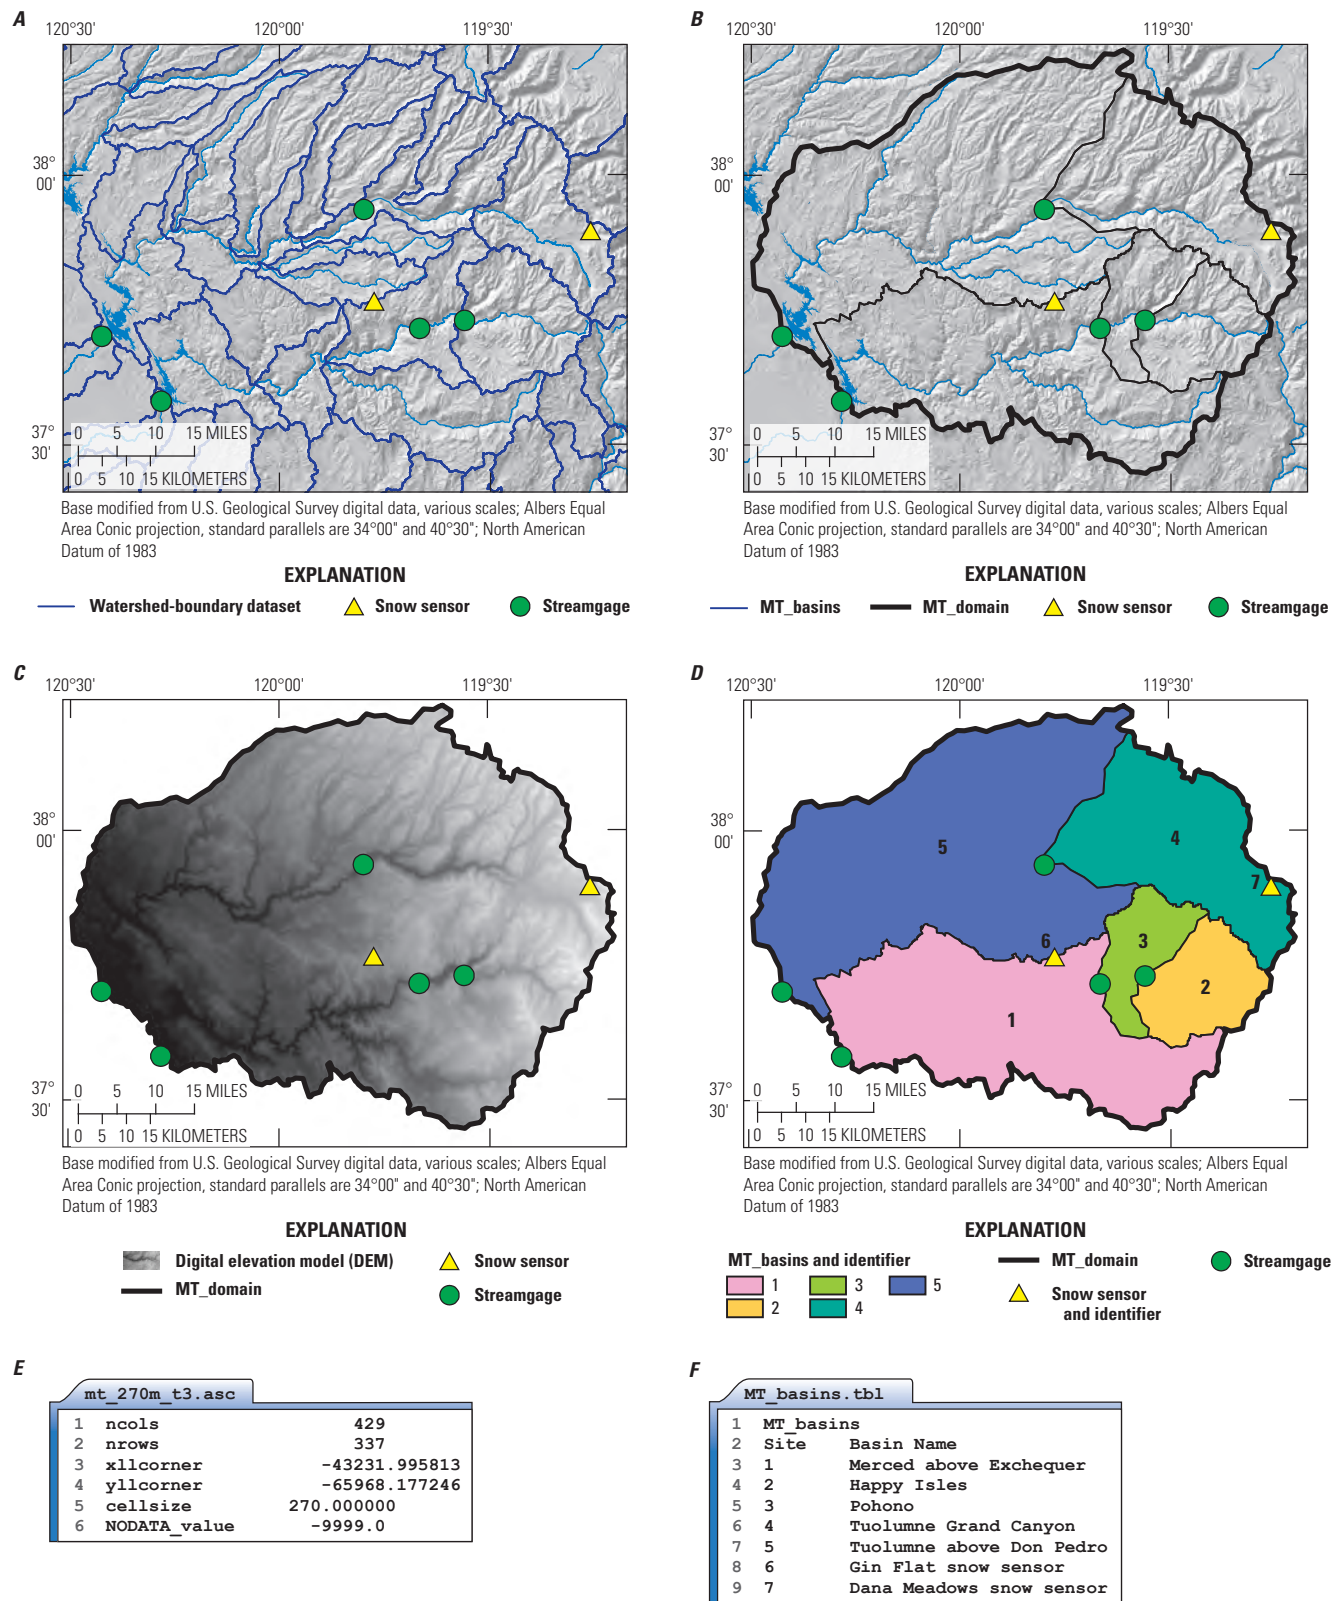 A
120°30'
120°00'
119°30'
38°
00'
37°
30'
0 5 10 15 MILES
0 5 10 15 KILOMETERS
Base modified from U.S. Geological Survey digital data, various scales; Albers Equal
Area Conic projection, standard parallels are 34°00" and 40°30"; North American
Datum of 1983
EXPLANATION
Watershed-boundary dataset
Snow sensor
Streamgage
B
120°30'
120°00'
119°30'
38°
00'
37°
30'
0 5 10 15 MILES
0 5 10 15 KILOMETERS
Base modified from U.S. Geological Survey digital data, various scales; Albers Equal
Area Conic projection, standard parallels are 34°00" and 40°30"; North American
Datum of 1983
EXPLANATION
MT_basins
MT_domain
Snow sensor
Streamgage
C
120°30'
120°00'
119°30'
38°
00'
37°
30'
0 5 10 15 MILES
0 5 10 15 KILOMETERS
Base modified from U.S. Geological Survey digital data, various scales; Albers Equal
Area Conic projection, standard parallels are 34°00" and 40°30"; North American
Datum of 1983
EXPLANATION
Digital elevation model (DEM)
MT_domain
Snow sensor
Streamgage
D
120°30'
120°00'
119°30'
38°
00'
37°
30'
5
4
7
6
3
2
1
0 5 10 15 MILES
0 5 10 15 KILOMETERS
Base modified from U.S. Geological Survey digital data, various scales; Albers Equal
Area Conic projection, standard parallels are 34°00" and 40°30"; North American
Datum of 1983
EXPLANATION
MT_basins and identifier
1 3 5
2 4
MT_domain
Snow sensor
and identifier
Streamgage
E
mt_270m_t3.asc
1 ncols 429
2 nrows 337
3 xllcorner -43231.995813
4 yllcorner -65968.177246
5 cellsize 270.000000
6 NODATA_value -9999.0
F
MT_basins.tbl
1 MT_basins
2 Site Basin Name
3 1 Merced above Exchequer
4 2 Happy Isles
5 3 Pohono
6 4 Tuolumne Grand Canyon
7 5 Tuolumne above Don Pedro
8 6 Gin Flat snow sensor
9 7 Dana Meadows snow sensor